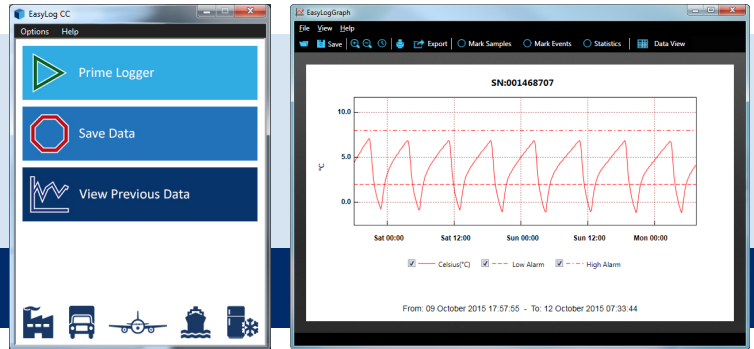 EasyLog CC
Options Help
Prime Logger
Save Data
View Previous Data
EasyLogGraph
File View Help
Save Export Mark Samples Mark Events Statistics Data View
SN:001468707
10.0
5.0
0.0
°C
Sat 00:00 Sat 12:00 Sun 00:00 Sun 12:00 Mon 00:00
Celsius(°C) Low Alarm High Alarm
From: 09 October 2015 17:57:55 - To: 12 October 2015 07:33:44